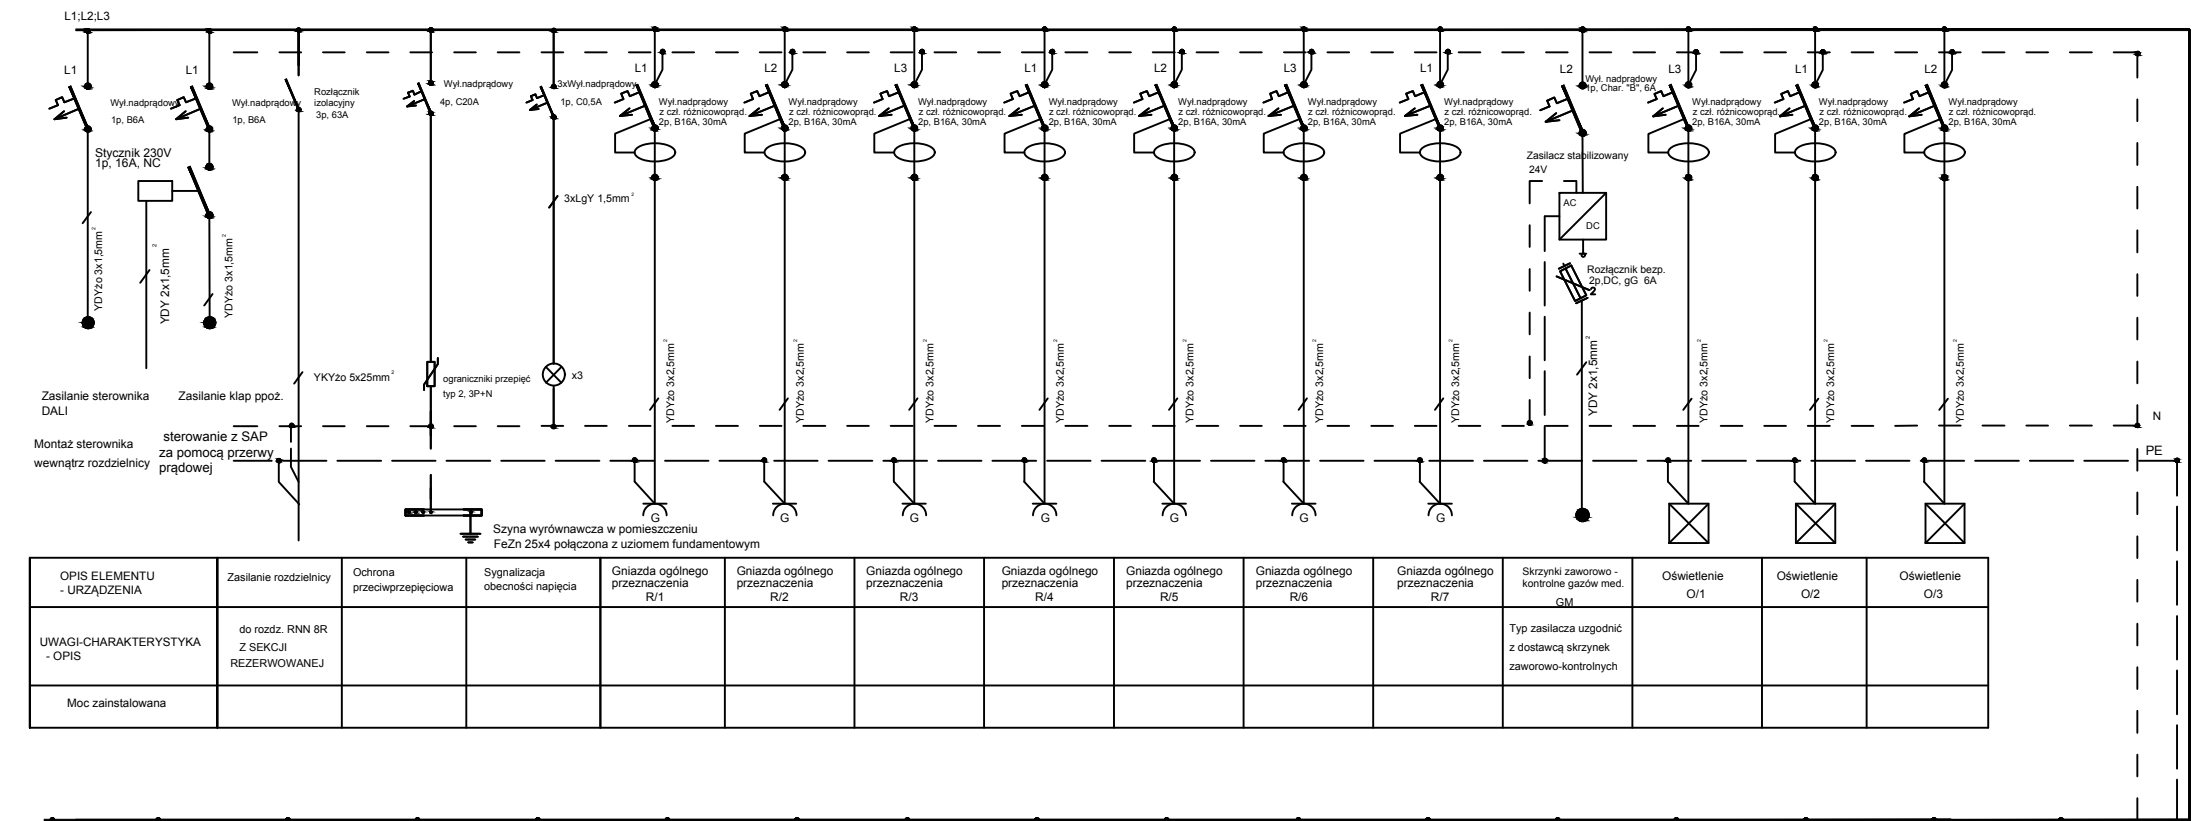 L1;L2;L3
L1
Wył.nadprądowy
1p, B6A
L1
Wył.nadprądowy
1p, B6A
Stycznik 230V
1p, 16A, NC
YDYżo 3x1,5mm²
YDY 2x1,5mm²
YDYżo 3x1,5mm²
Zasilanie sterownika
DALI
Zasilanie klap ppoż.
Montaż sterownika
wewnątrz rozdzielnicy
sterowanie z SAP
za pomocą przerwy
prądowej
Rozłącznik
izolacyjny
3p, 63A
YKYżo 5x25mm²
Wył.nadprądowy
4p, C20A
ograniczniki przepięć
typ 2, 3P+N
3xWył.nadprądowy
1p, C0,5A
3xLgY 1,5mm²
x3
Szyna wyrównawcza w pomieszczeniu
FeZn 25x4 połączona z uziomem fundamentowym
L1
Wył.nadprądowy
z czł. różnicowoprąd.
2p, B16A, 30mA
YDYżo 3x2,5mm²
G
L2
Wył.nadprądowy
z czł. różnicowoprąd.
2p, B16A, 30mA
YDYżo 3x2,5mm²
G
L3
Wył.nadprądowy
z czł. różnicowoprąd.
2p, B16A, 30mA
YDYżo 3x2,5mm²
G
L1
Wył.nadprądowy
z czł. różnicowoprąd.
2p, B16A, 30mA
YDYżo 3x2,5mm²
G
L2
Wył.nadprądowy
z czł. różnicowoprąd.
2p, B16A, 30mA
YDYżo 3x2,5mm²
G
L3
Wył.nadprądowy
z czł. różnicowoprąd.
2p, B16A, 30mA
YDYżo 3x2,5mm²
G
L1
Wył.nadprądowy
z czł. różnicowoprąd.
2p, B16A, 30mA
YDYżo 3x2,5mm²
G
L2
Wył. nadprądowy
1p, Char. "B", 6A
Zasilacz stabilizowany
24V
AC
DC
Rozłącznik bezp.
2p,DC, gG 6A
2
YDY 2x1,5mm²
L3
Wył.nadprądowy
z czł. różnicowoprąd.
2p, B16A, 30mA
YDYżo 3x2,5mm²
L1
Wył.nadprądowy
z czł. różnicowoprąd.
2p, B16A, 30mA
YDYżo 3x2,5mm²
L2
Wył.nadprądowy
z czł. różnicowoprąd.
2p, B16A, 30mA
YDYżo 3x2,5mm²
N
PE
OPIS ELEMENTU
- URZĄDZENIA
Zasilanie rozdzielnicy
Ochrona
przeciwprzepięciowa
Sygnalizacja
obecności napięcia
Gniazda ogólnego
przeznaczenia
R/1
Gniazda ogólnego
przeznaczenia
R/2
Gniazda ogólnego
przeznaczenia
R/3
Gniazda ogólnego
przeznaczenia
R/4
Gniazda ogólnego
przeznaczenia
R/5
Gniazda ogólnego
przeznaczenia
R/6
Gniazda ogólnego
przeznaczenia
R/7
Skrzynki zaworowo -
kontrolne gazów med.
GM
Oświetlenie
O/1
Oświetlenie
O/2
Oświetlenie
O/3
UWAGI-CHARAKTERYSTYKA
- OPIS
do rozdz. RNN 8R
Z SEKCJI
REZERWOWANEJ
Typ zasilacza uzgodnić
z dostawcą skrzynek
zaworowo-kontrolnych
Moc zainstalowana